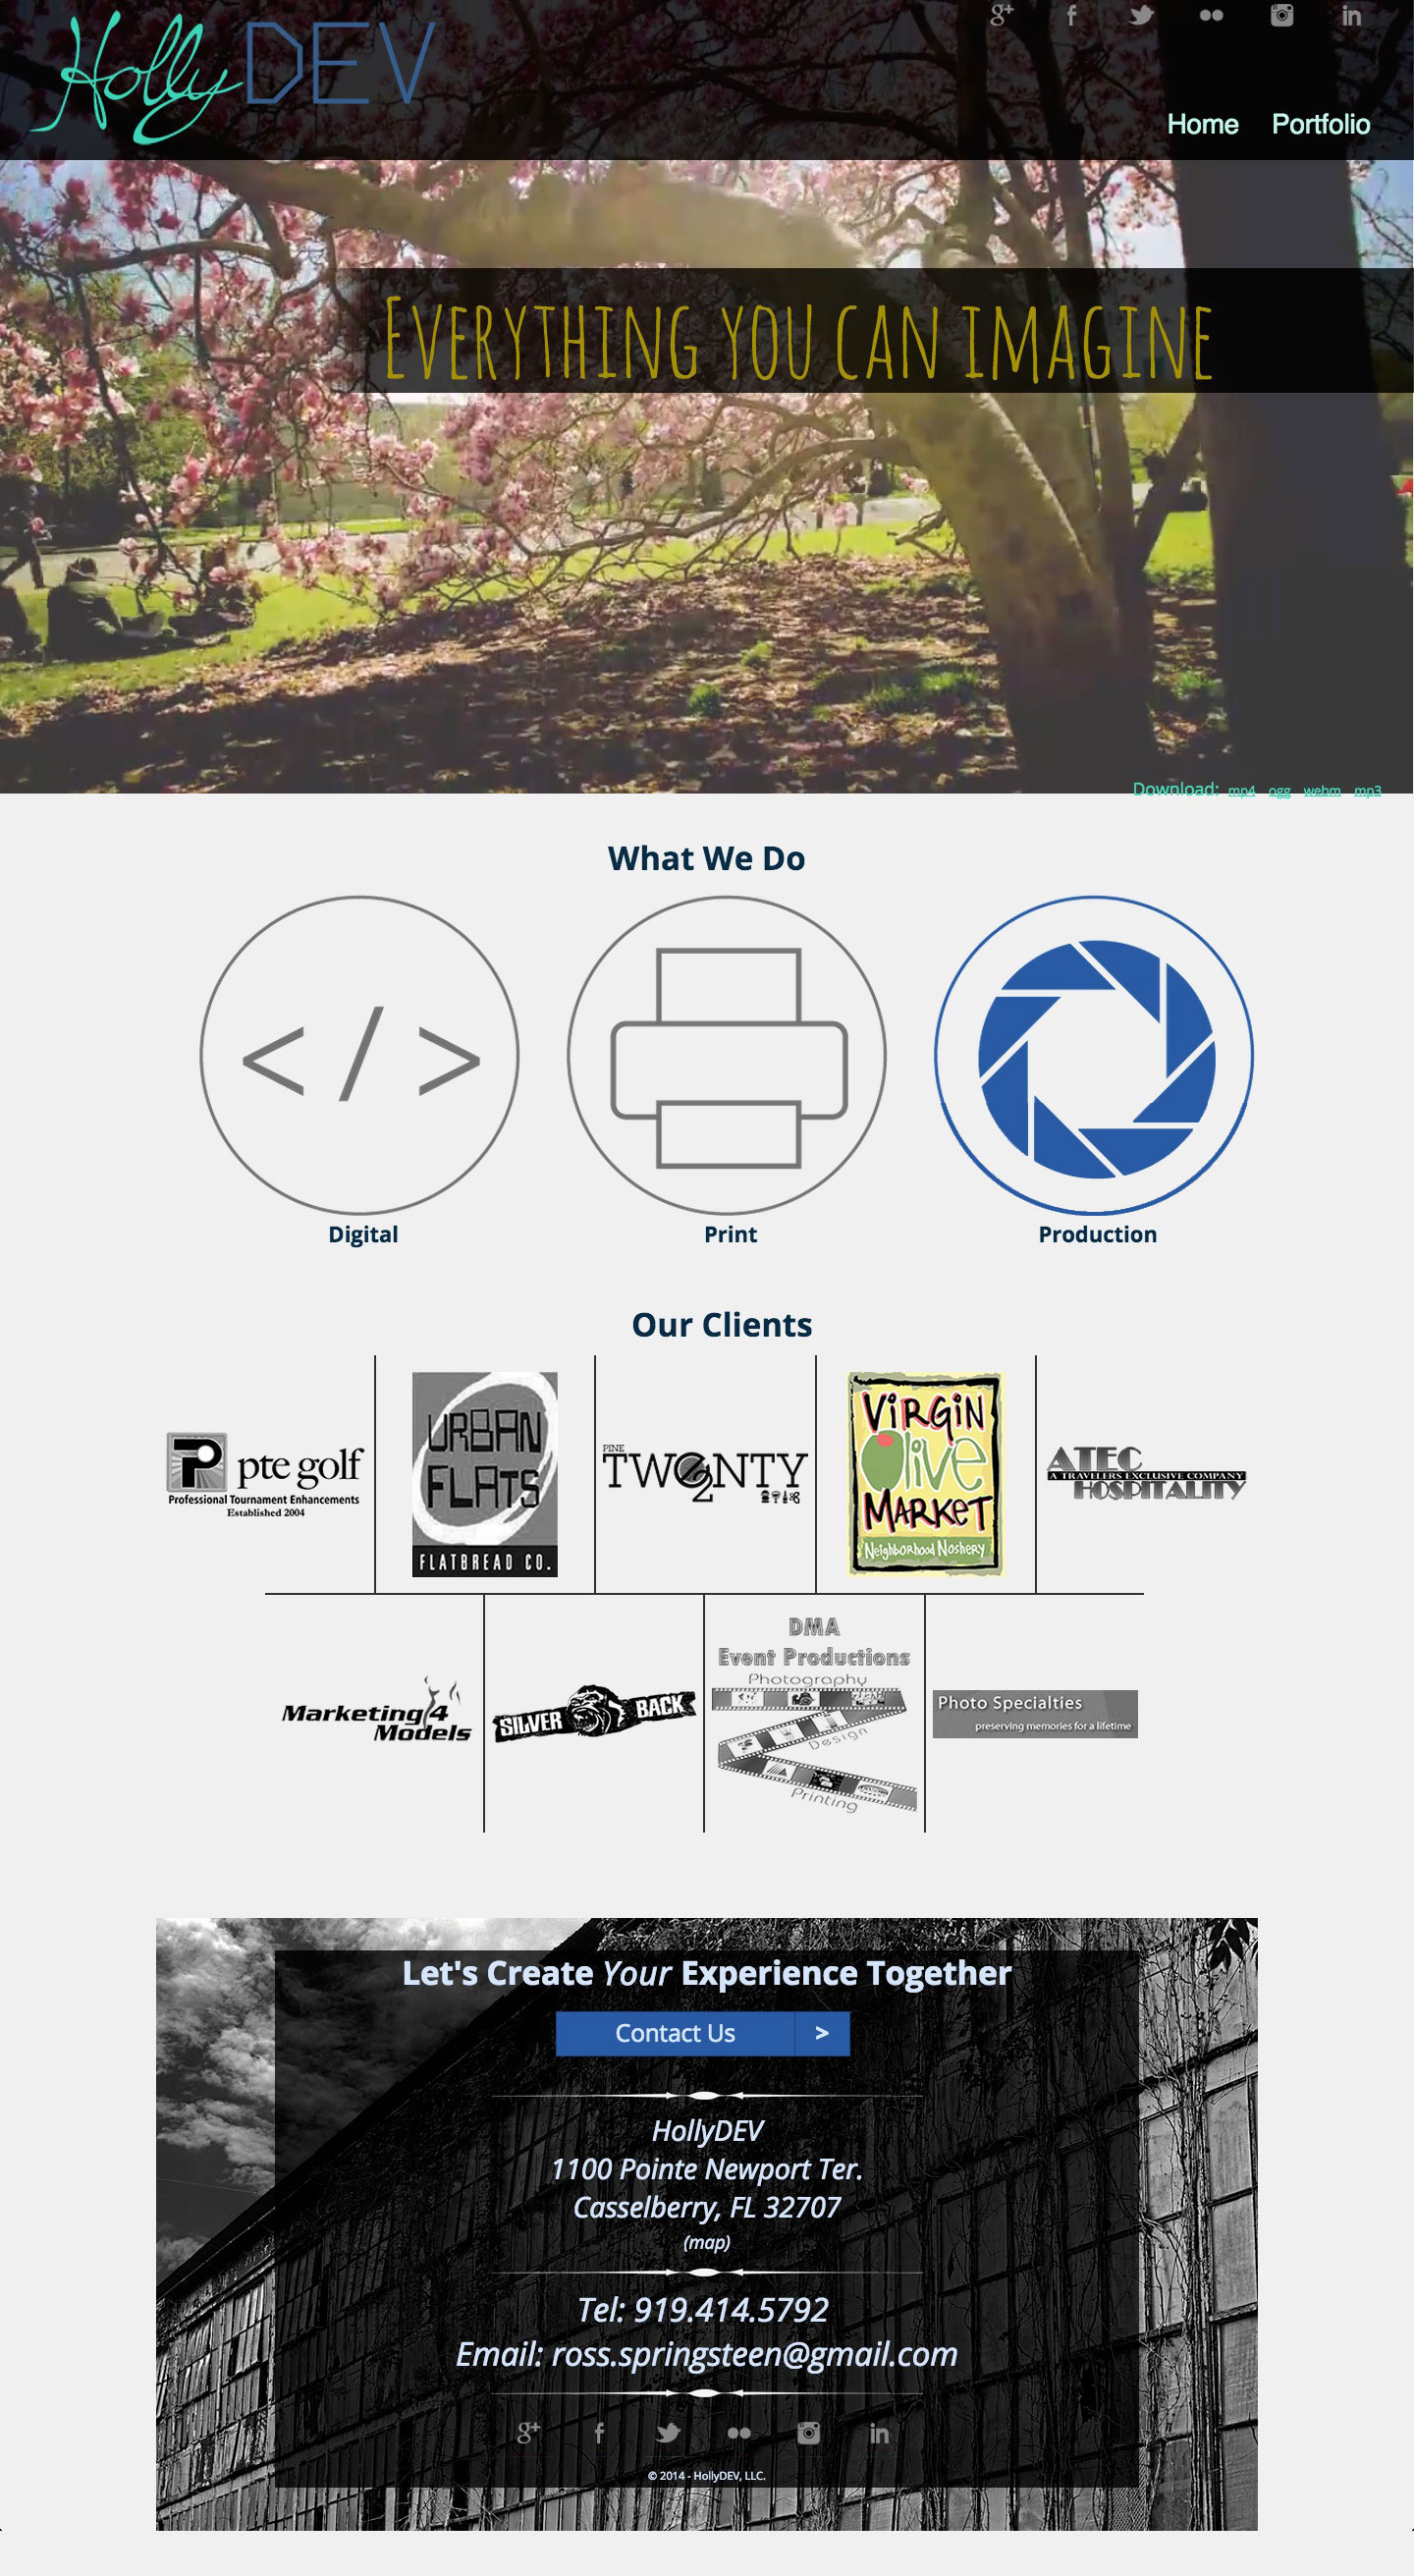 HollyDEV
Home Portfolio
Everything you can imagine
Download: mp4 ogg webm mp3
What We Do
< / >
Digital Print Production
Our Clients
P pte golf
Professional Tournament Enhancements
Established 2004
URBAN
FLATS
FLATBREAD CO.
PINE
TWENTY
2
VIRGIN
Olive
MARKET
Neighborhood Noshery
ATEC
A TRAVELERS EXCLUSIVE COMPANY
HOSPITALITY
Marketing 4
Models
SILVER BACK
DMA
Event Productions
Photography
Design
Printing
Photo Specialties
preserving memories for a lifetime
Let's Create Your Experience Together
Contact Us >
HollyDEV
1100 Pointe Newport Ter.
Casselberry, FL 32707
(map)
Tel: 919.414.5792
Email: ross.springsteen@gmail.com
© 2014 - HollyDEV, LLC.